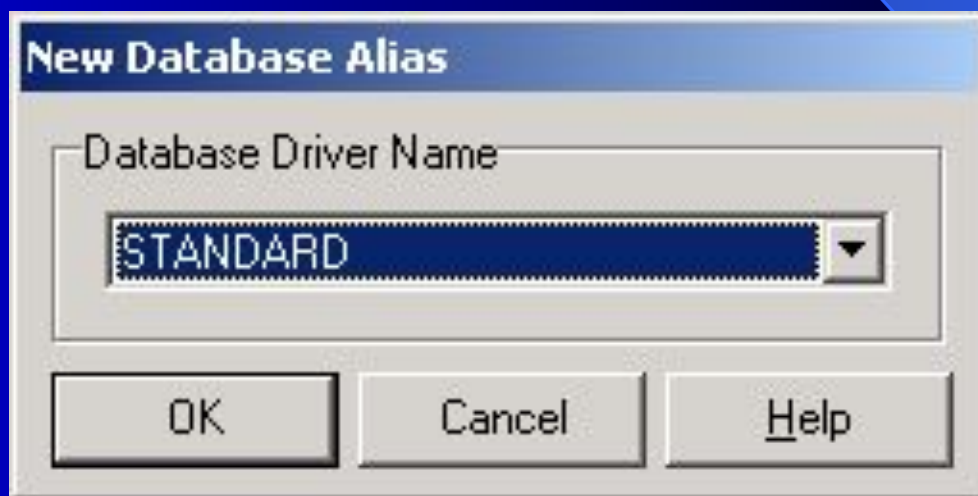 New Database Alias
Database Driver Name
STANDARD
OK Cancel Help